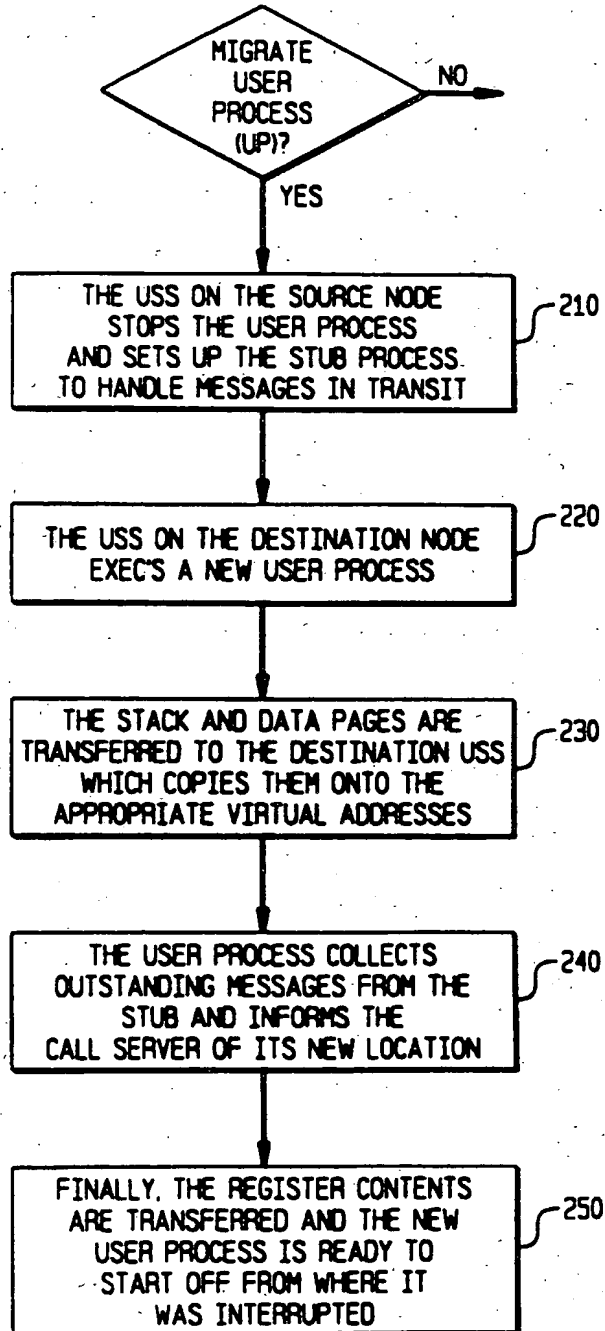 MIGRATE
USER
PROCESS
(UP)?
NO
YES
THE USS ON THE SOURCE NODE
STOPS THE USER PROCESS
AND SETS UP THE STUB PROCESS
TO HANDLE MESSAGES IN TRANSIT
210
THE USS ON THE DESTINATION NODE
EXEC'S A NEW USER PROCESS
220
THE STACK AND DATA PAGES ARE
TRANSFERRED TO THE DESTINATION USS
WHICH COPIES THEM ONTO THE
APPROPRIATE VIRTUAL ADDRESSES
230
THE USER PROCESS COLLECTS
OUTSTANDING MESSAGES FROM THE
STUB AND INFORMS THE
CALL SERVER OF ITS NEW LOCATION
240
FINALLY, THE REGISTER CONTENTS
ARE TRANSFERRED AND THE NEW
USER PROCESS IS READY TO
START OFF FROM WHERE IT
WAS INTERRUPTED
250